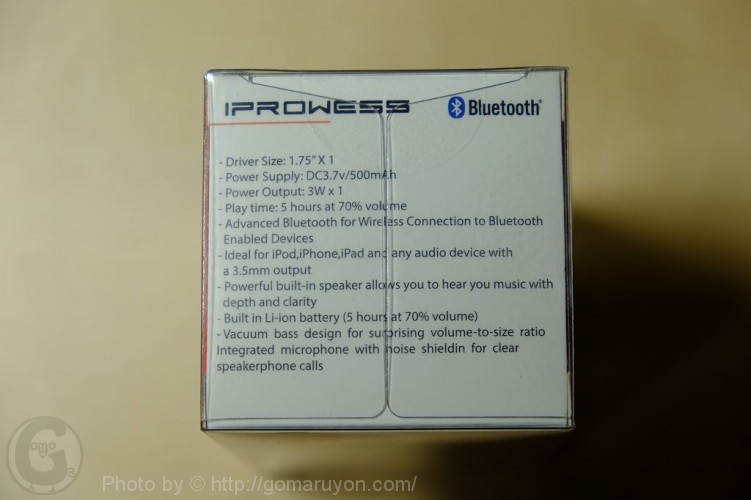 IPROWESS
Bluetooth®
- Driver Size: 1.75" X 1
- Power Supply: DC3.7v/500mAh
- Power Output: 3W x 1
- Play time: 5 hours at 70% volume
- Advanced Bluetooth for Wireless Connection to Bluetooth
Enabled Devices
- Ideal for iPod,iPhone,iPad and any audio device with
a 3.5mm output
- Powerful built-in speaker allows you to hear you music with
depth and clarity
- Built in Li-ion battery (5 hours at 70% volume)
- Vacuum bass design for surprising volume-to-size ratio
Integrated microphone with noise shieldin for clear
speakerphone calls
Photo by © http://gomaruyon.com/